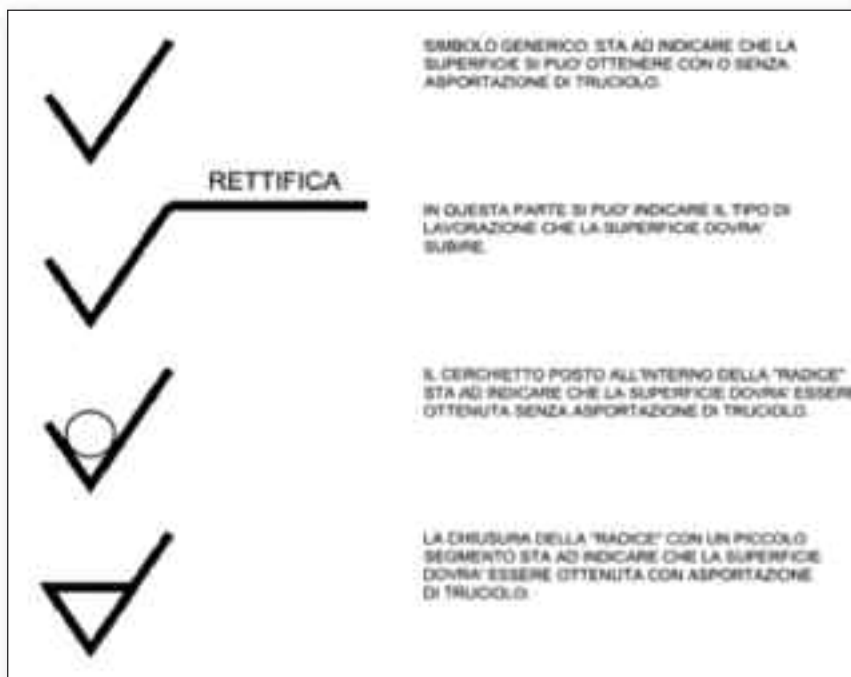 SIMBOLO GENERICO: STA AD INDICARE CHE LA
SUPERFICIE SI PUO' OTTENERE CON O SENZA
ASPORTAZIONE DI TRUCIOLO.
RETTIFICA
IN QUESTA PARTE SI PUO' INDICARE IL TIPO DI
LAVORAZIONE CHE LA SUPERFICIE DOVRA'
SUBIRE.
IL CERCHIETTO POSTO ALL'INTERNO DELLA "RADICE"
STA AD INDICARE CHE LA SUPERFICIE DOVRA' ESSERE
OTTENUTA SENZA ASPORTAZIONE DI TRUCIOLO.
LA CHIUSURA DELLA "RADICE" CON UN PICCOLO
SEGMENTO STA AD INDICARE CHE LA SUPERFICIE
DOVRA' ESSERE OTTENUTA CON ASPORTAZIONE
DI TRUCIOLO.